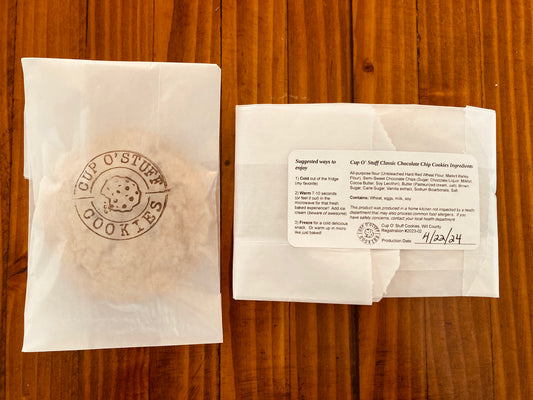 CUP O'STUFF
COOKIES
Suggested ways to
enjoy
1) Cold out of the fridge
(my favorite)
2) Warm 7-10 seconds
(or feel it out) in the
microwave for that fresh
baked experience!! Add ice
cream (beware of awesome)
3) Freeze for a cold delicious
snack. Or warm up in micro
like just baked!
Cup O' Stuff Classic Chocolate Chip Cookies Ingredients
All-purpose flour (Unbleached Hard Red Wheat Flour, Malted Barley
Flour), Semi-Sweet Chocolate Chips (Sugar, Chocolate Liquor, Milkfat,
Cocoa Butter, Soy Lecithin), Butter (Pasteurized cream, salt), Brown
Sugar, Cane Sugar, Vanilla extract, Sodium Bicarbonate, Salt
Contains: Wheat, eggs, milk, soy
This product was produced in a home kitchen not inspected by a health
department that may also process common food allergens. If you
have safety concerns, contact your local health department
CUP O'STUFF
COOKIES
Cup O' Stuff Cookies, Will County
Registration #2023-02
Production Date: 4/22/24